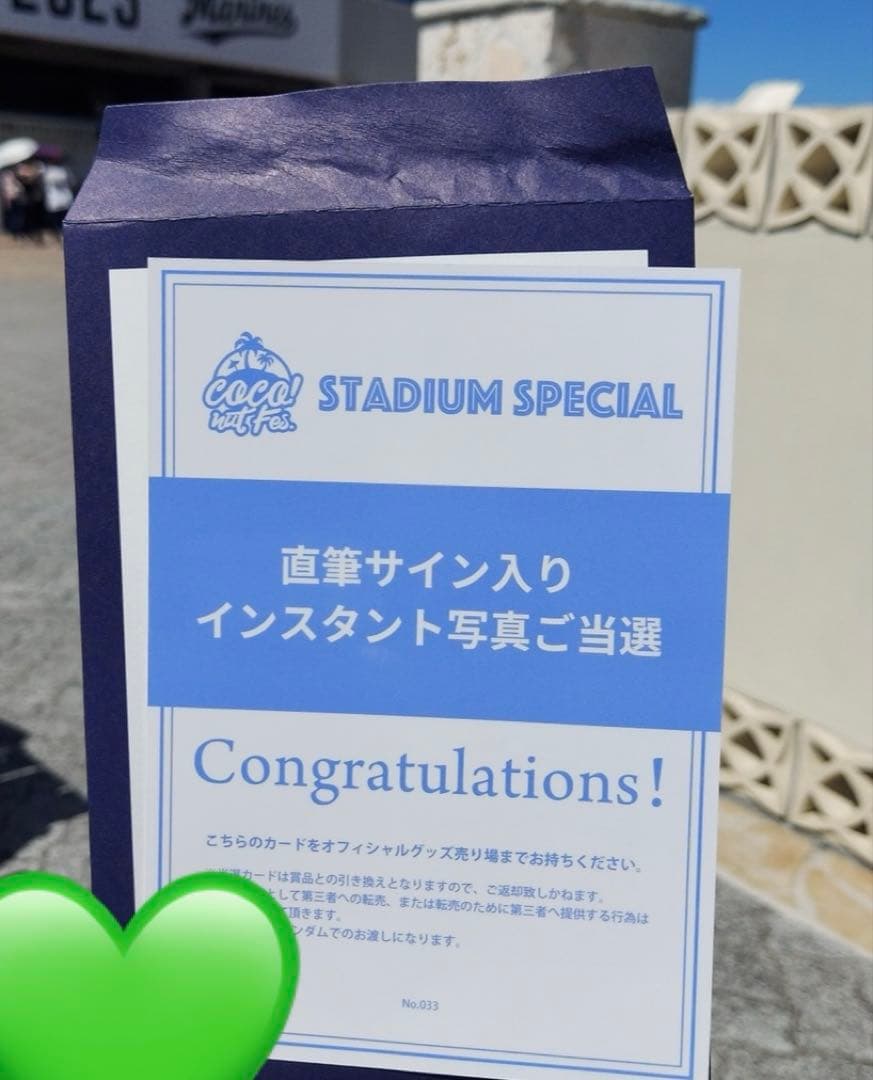 Marines
coco!
nut Fes.
STADIUM SPECIAL
直筆サイン入り
インスタント写真ご当選
Congratulations!
こちらのカードをオフィシャルグッズ売り場までお持ちください。
カードは賞品との引き換えとなりますので、ご返却致しかねます。
として第三者への転売、または転売のために第三者へ提供する行為は
て頂きます。
ンダムでのお渡しになります。
No.033